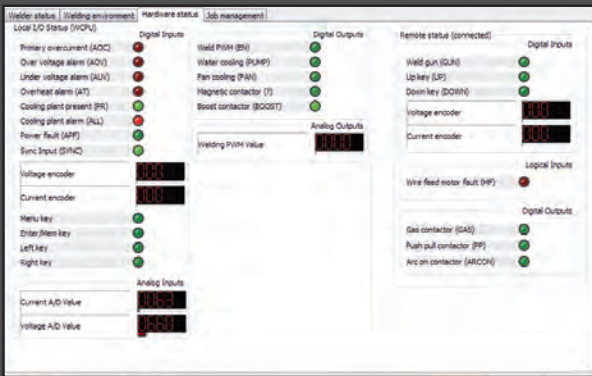 Welder status Welding environment Hardware status Job management
Local I/O Status (WCPU)
Digital Inputs
Primary overcurrent (AOC)
Over voltage alarm (AOV)
Under voltage alarm (AUV)
Overheat alarm (AT)
Cooling plant present (PR)
Cooling plant alarm (ALL)
Power fault (APF)
Sync Input (SYNC)
Voltage encoder
Current encoder
Menu key
Enter/Mem key
Left key
Right key
Analog Inputs
Current A/D Value
Voltage A/D Value
Digital Outputs
Weld PWM (EN)
Water cooling (PUMP)
Fan cooling (FAN)
Magnetic contactor (?)
Boost contactor (BOOST)
Analog Outputs
Welding PWM Value
Remote status (connected)
Digital Inputs
Weld gun (GUN)
Up key (UP)
Down key (DOWN)
Voltage encoder
Current encoder
Logical Inputs
Wire feed motor fault (MF)
Digital Outputs
Gas contactor (GAS)
Push pull contactor (PP)
Arc on contactor (ARCON)